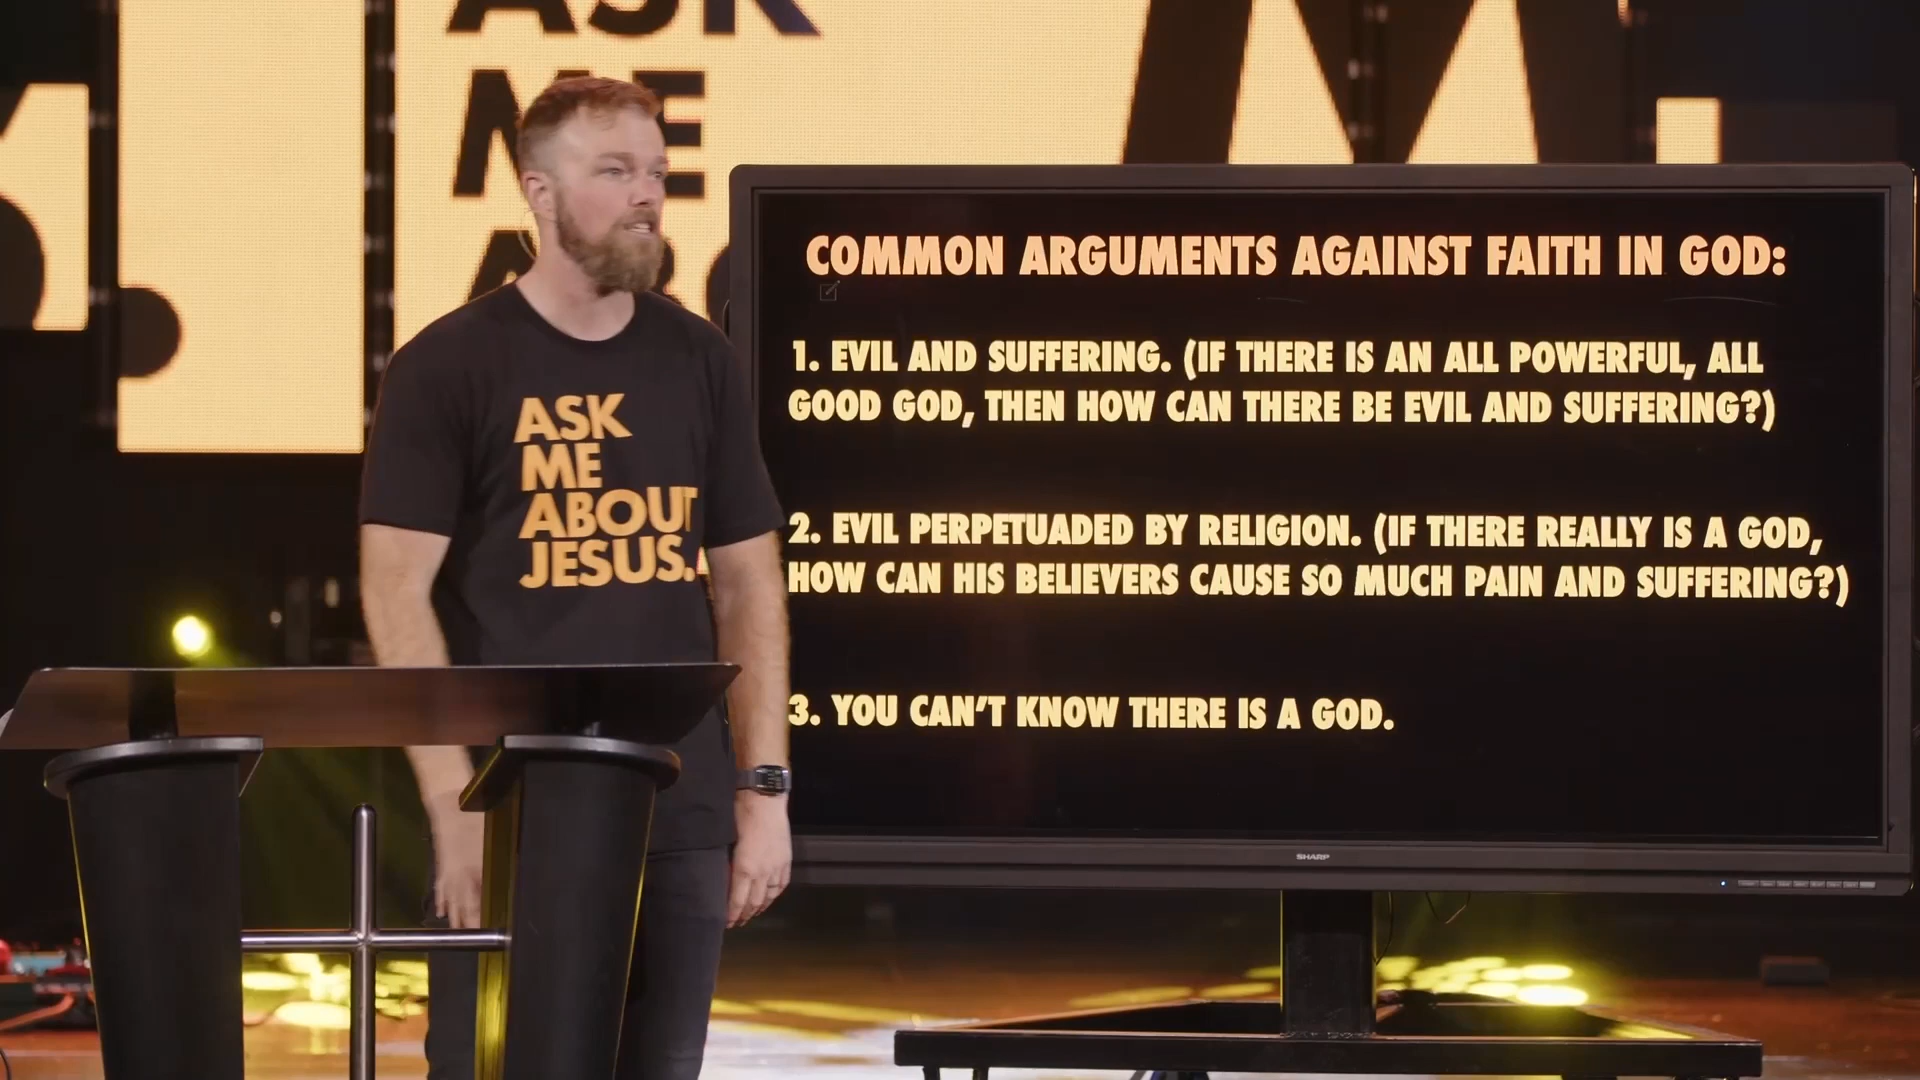 ASK
ME
ASK
ME
ABOUT
JESUS.
COMMON ARGUMENTS AGAINST FAITH IN GOD:
1. EVIL AND SUFFERING. (IF THERE IS AN ALL POWERFUL, ALL
GOOD GOD, THEN HOW CAN THERE BE EVIL AND SUFFERING?)
2. EVIL PERPETUADED BY RELIGION. (IF THERE REALLY IS A GOD,
HOW CAN HIS BELIEVERS CAUSE SO MUCH PAIN AND SUFFERING?)
3. YOU CAN'T KNOW THERE IS A GOD.
SHARP